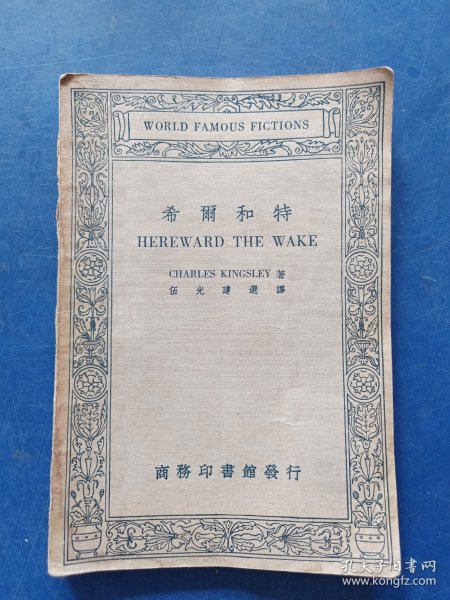 WORLD FAMOUS FICTIONS
希爾和特
HEREWARD THE WAKE
CHARLES KINGSLEY 著
伍光建選譯
商務印書館發行
孔夫子旧书网
www.kongfz.com